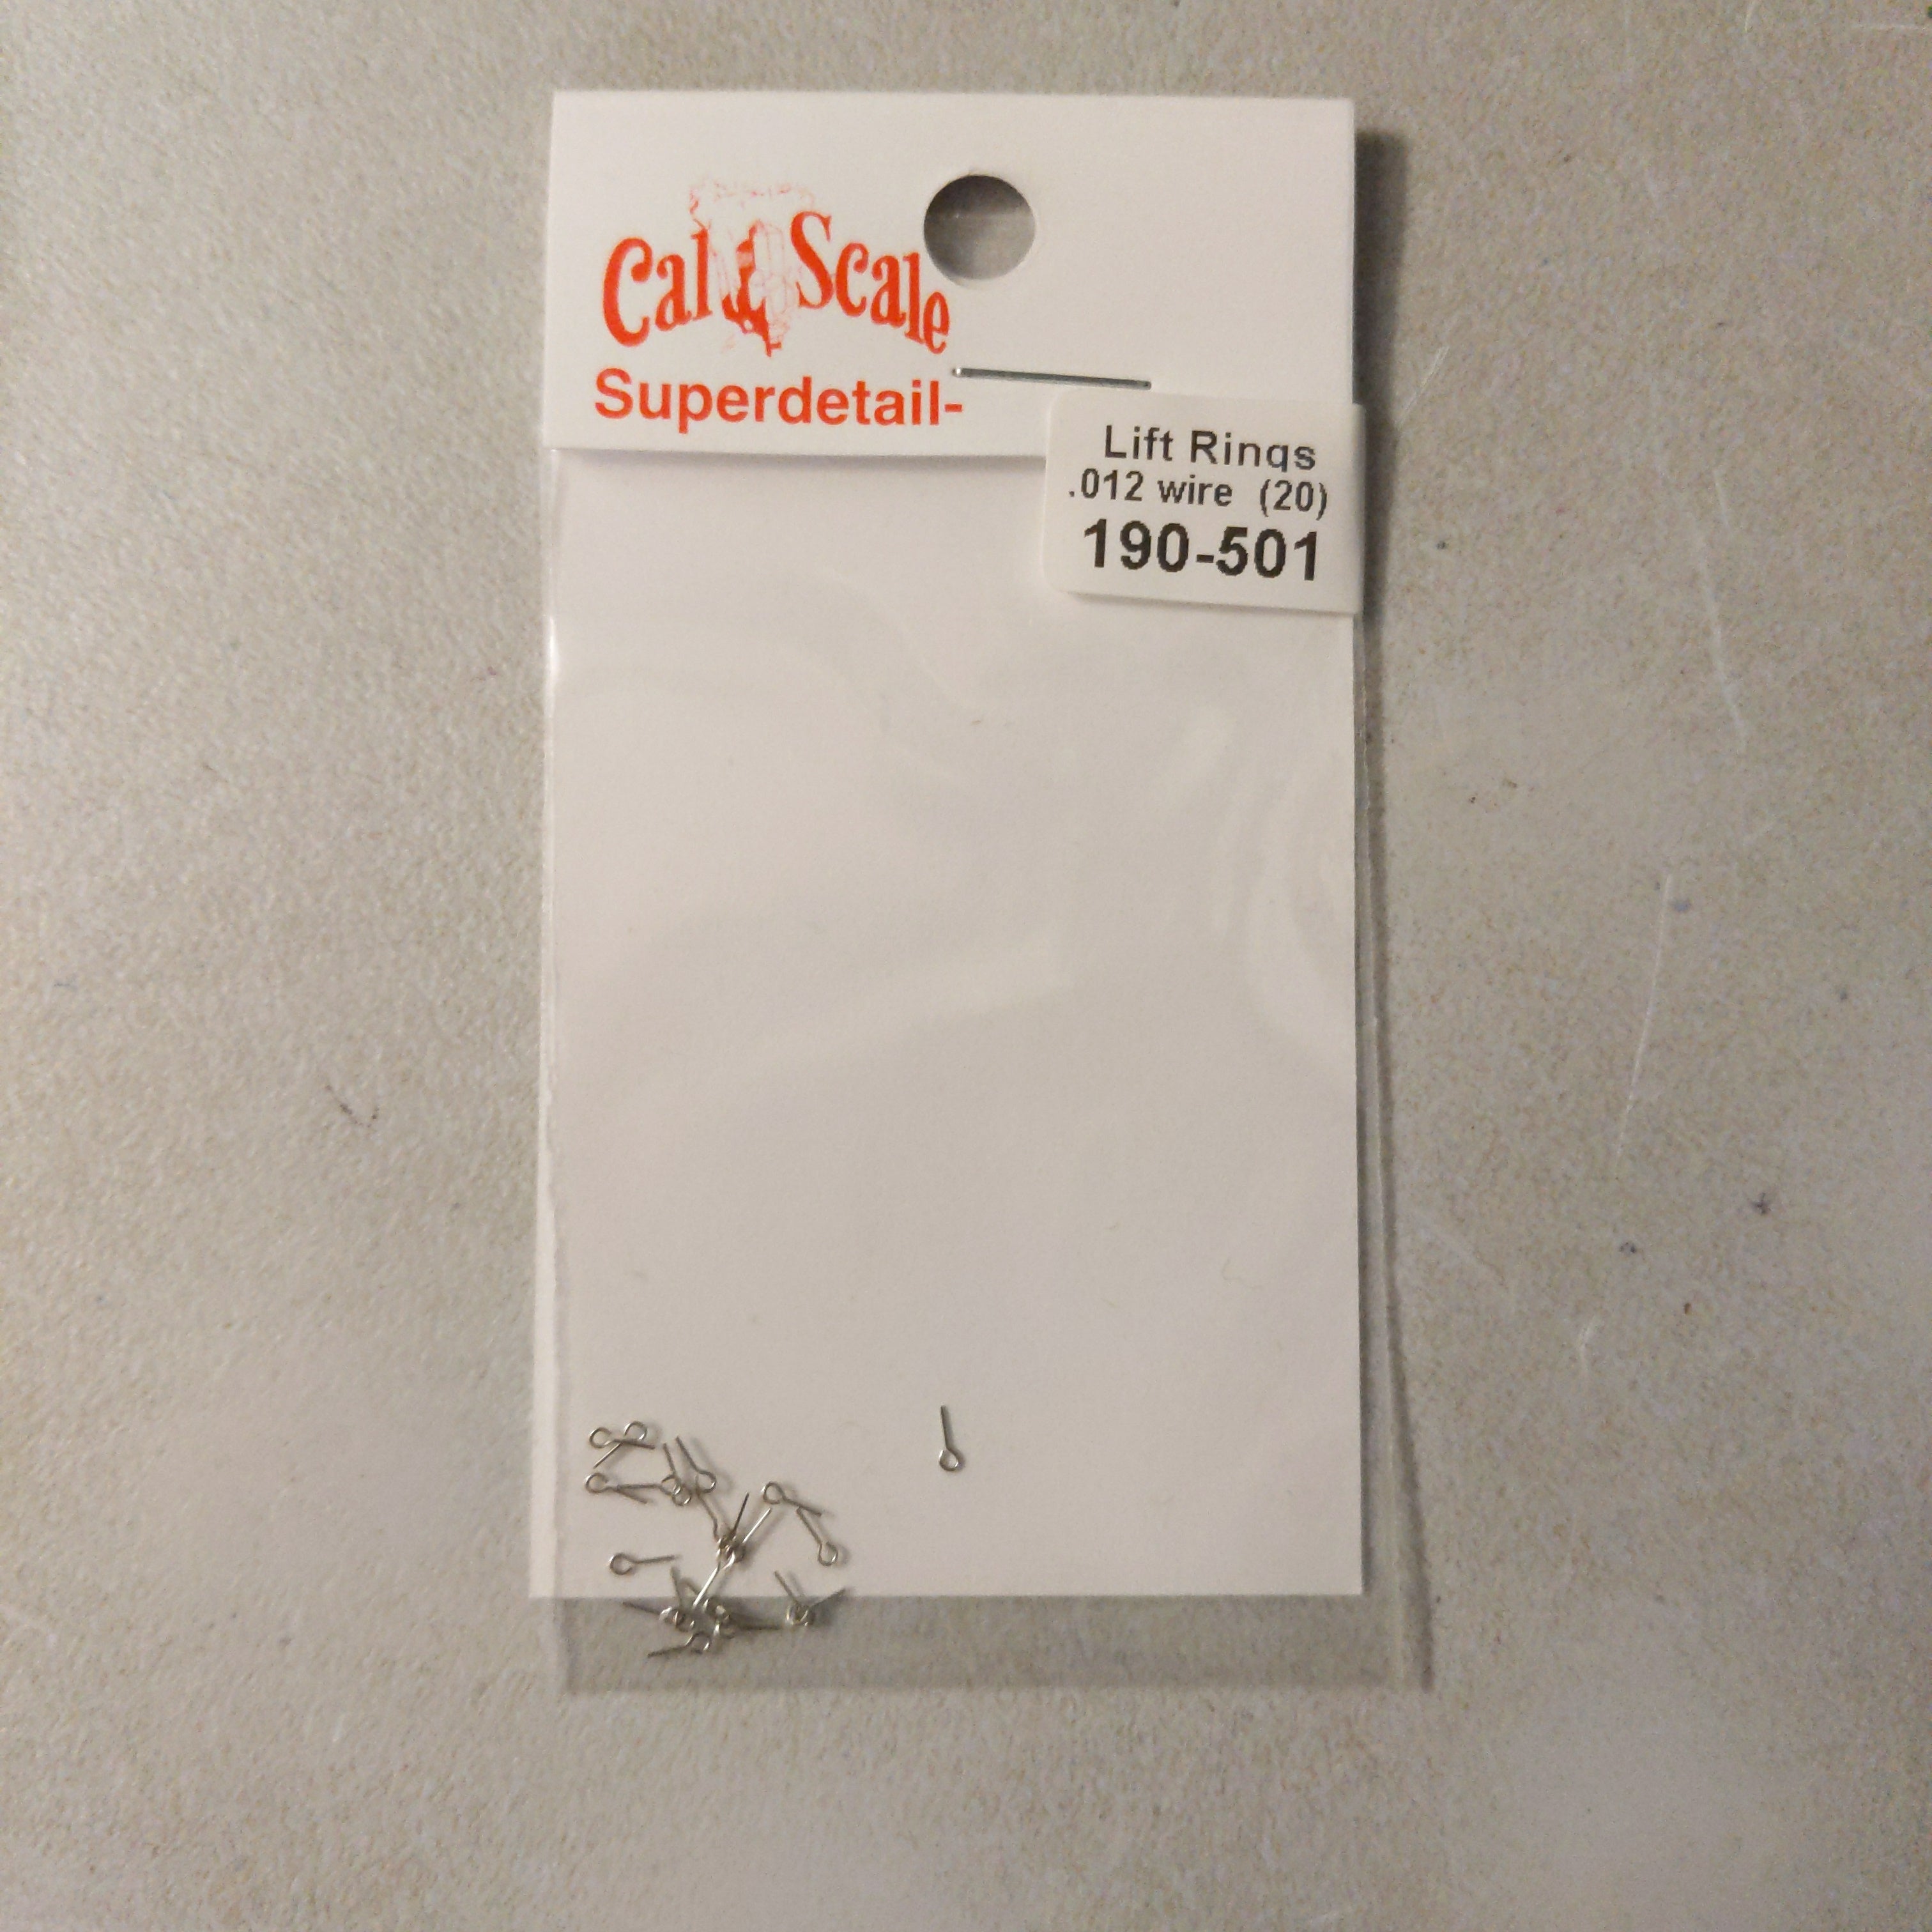 Cal Scale
Superdetail-
Lift Rings
.012 wire (20)
190-501